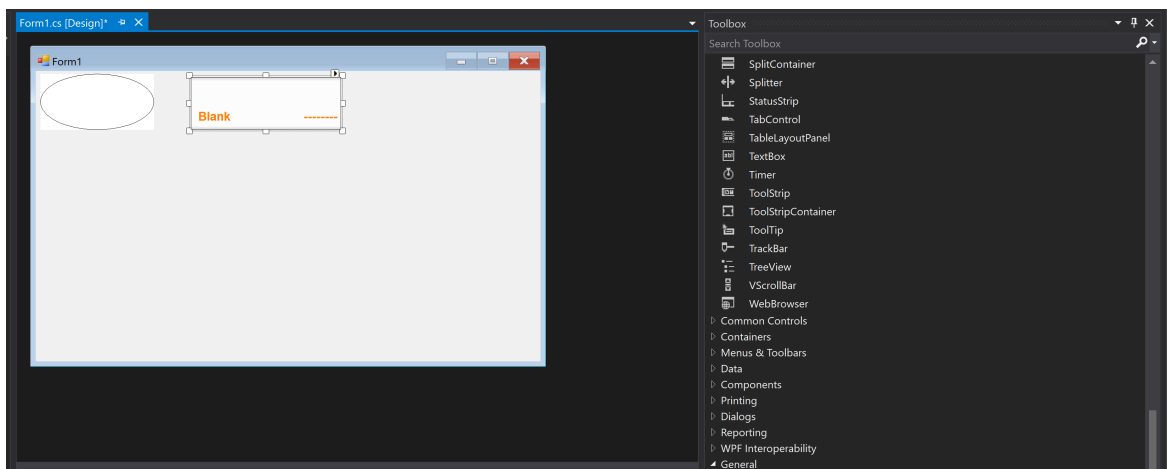 Form1.cs [Design]*
Toolbox
Search Toolbox
Form1
Blank --------
SplitContainer
Splitter
StatusStrip
TabControl
TableLayoutPanel
TextBox
Timer
ToolStrip
ToolStripContainer
ToolTip
TrackBar
TreeView
VScrollBar
WebBrowser
Common Controls
Containers
Menus & Toolbars
Data
Components
Printing
Dialogs
Reporting
WPF Interoperability
General